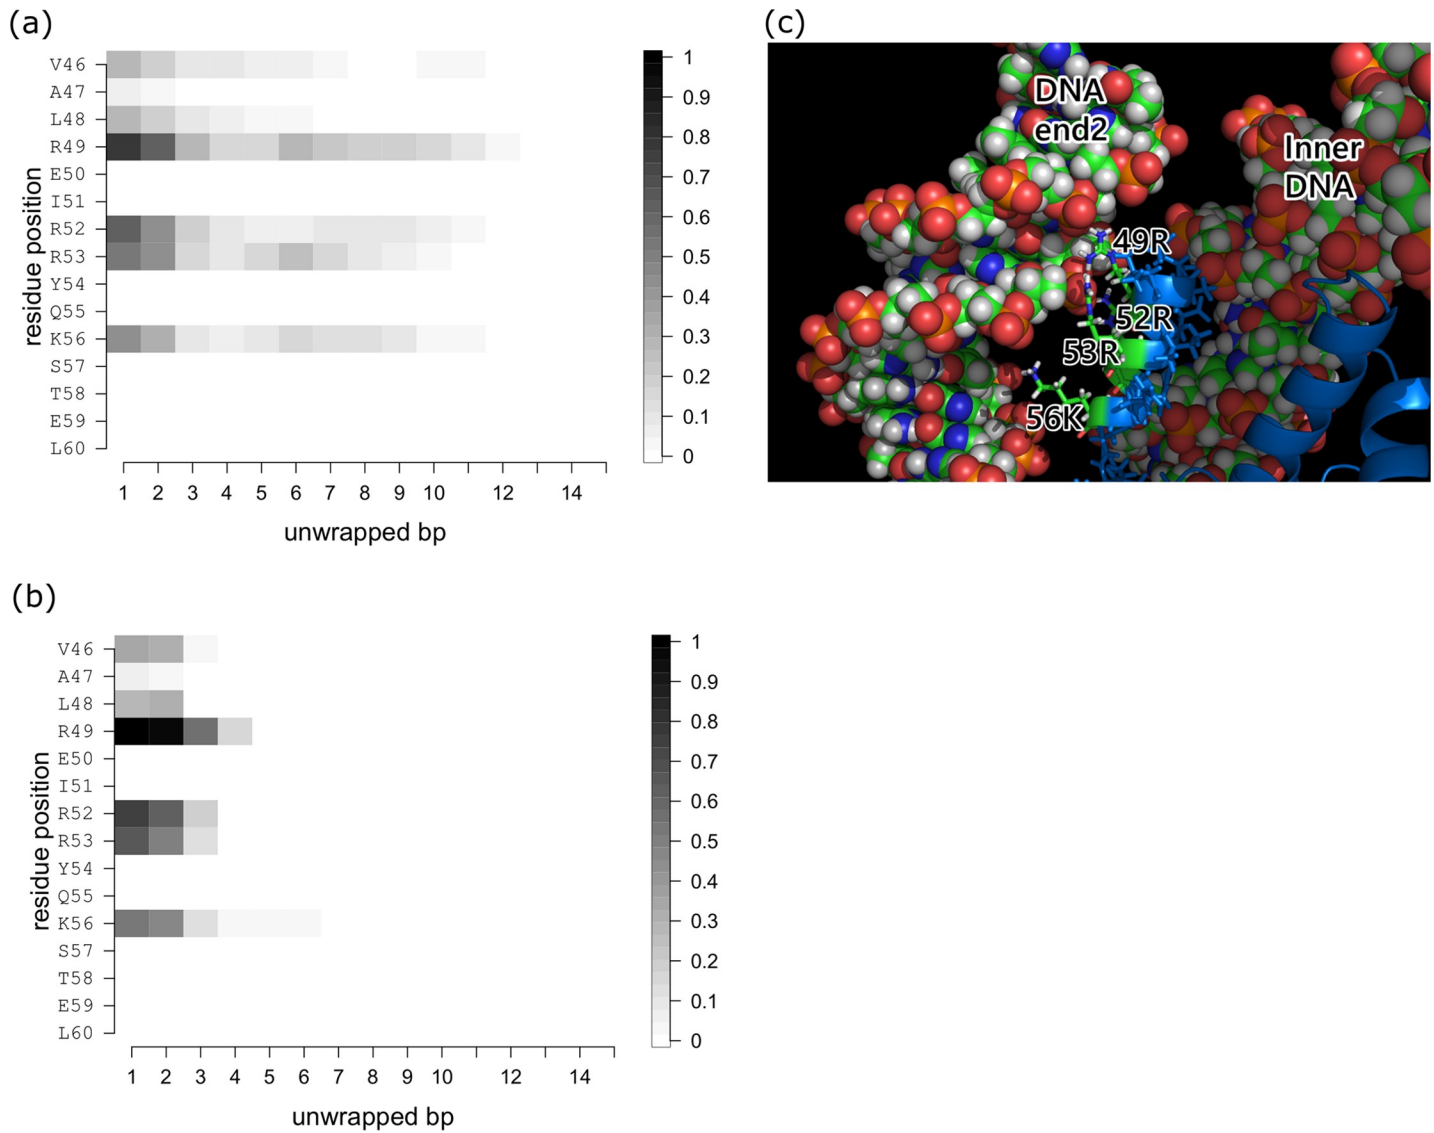 (a)
V46
A47
L48
R49
E50
I51
R52
R53
Y54
Q55
K56
S57
T58
E59
L60
residue position
1 2 3 4 5 6 7 8 9 10 12 14
unwrapped bp
1
0.9
0.8
0.7
0.6
0.5
0.4
0.3
0.2
0.1
0
(c)
DNA
end2
Inner
DNA
49R
52R
53R
56K
(b)
V46
A47
L48
R49
E50
I51
R52
R53
Y54
Q55
K56
S57
T58
E59
L60
residue position
1 2 3 4 5 6 7 8 9 10 12 14
unwrapped bp
1
0.9
0.8
0.7
0.6
0.5
0.4
0.3
0.2
0.1
0